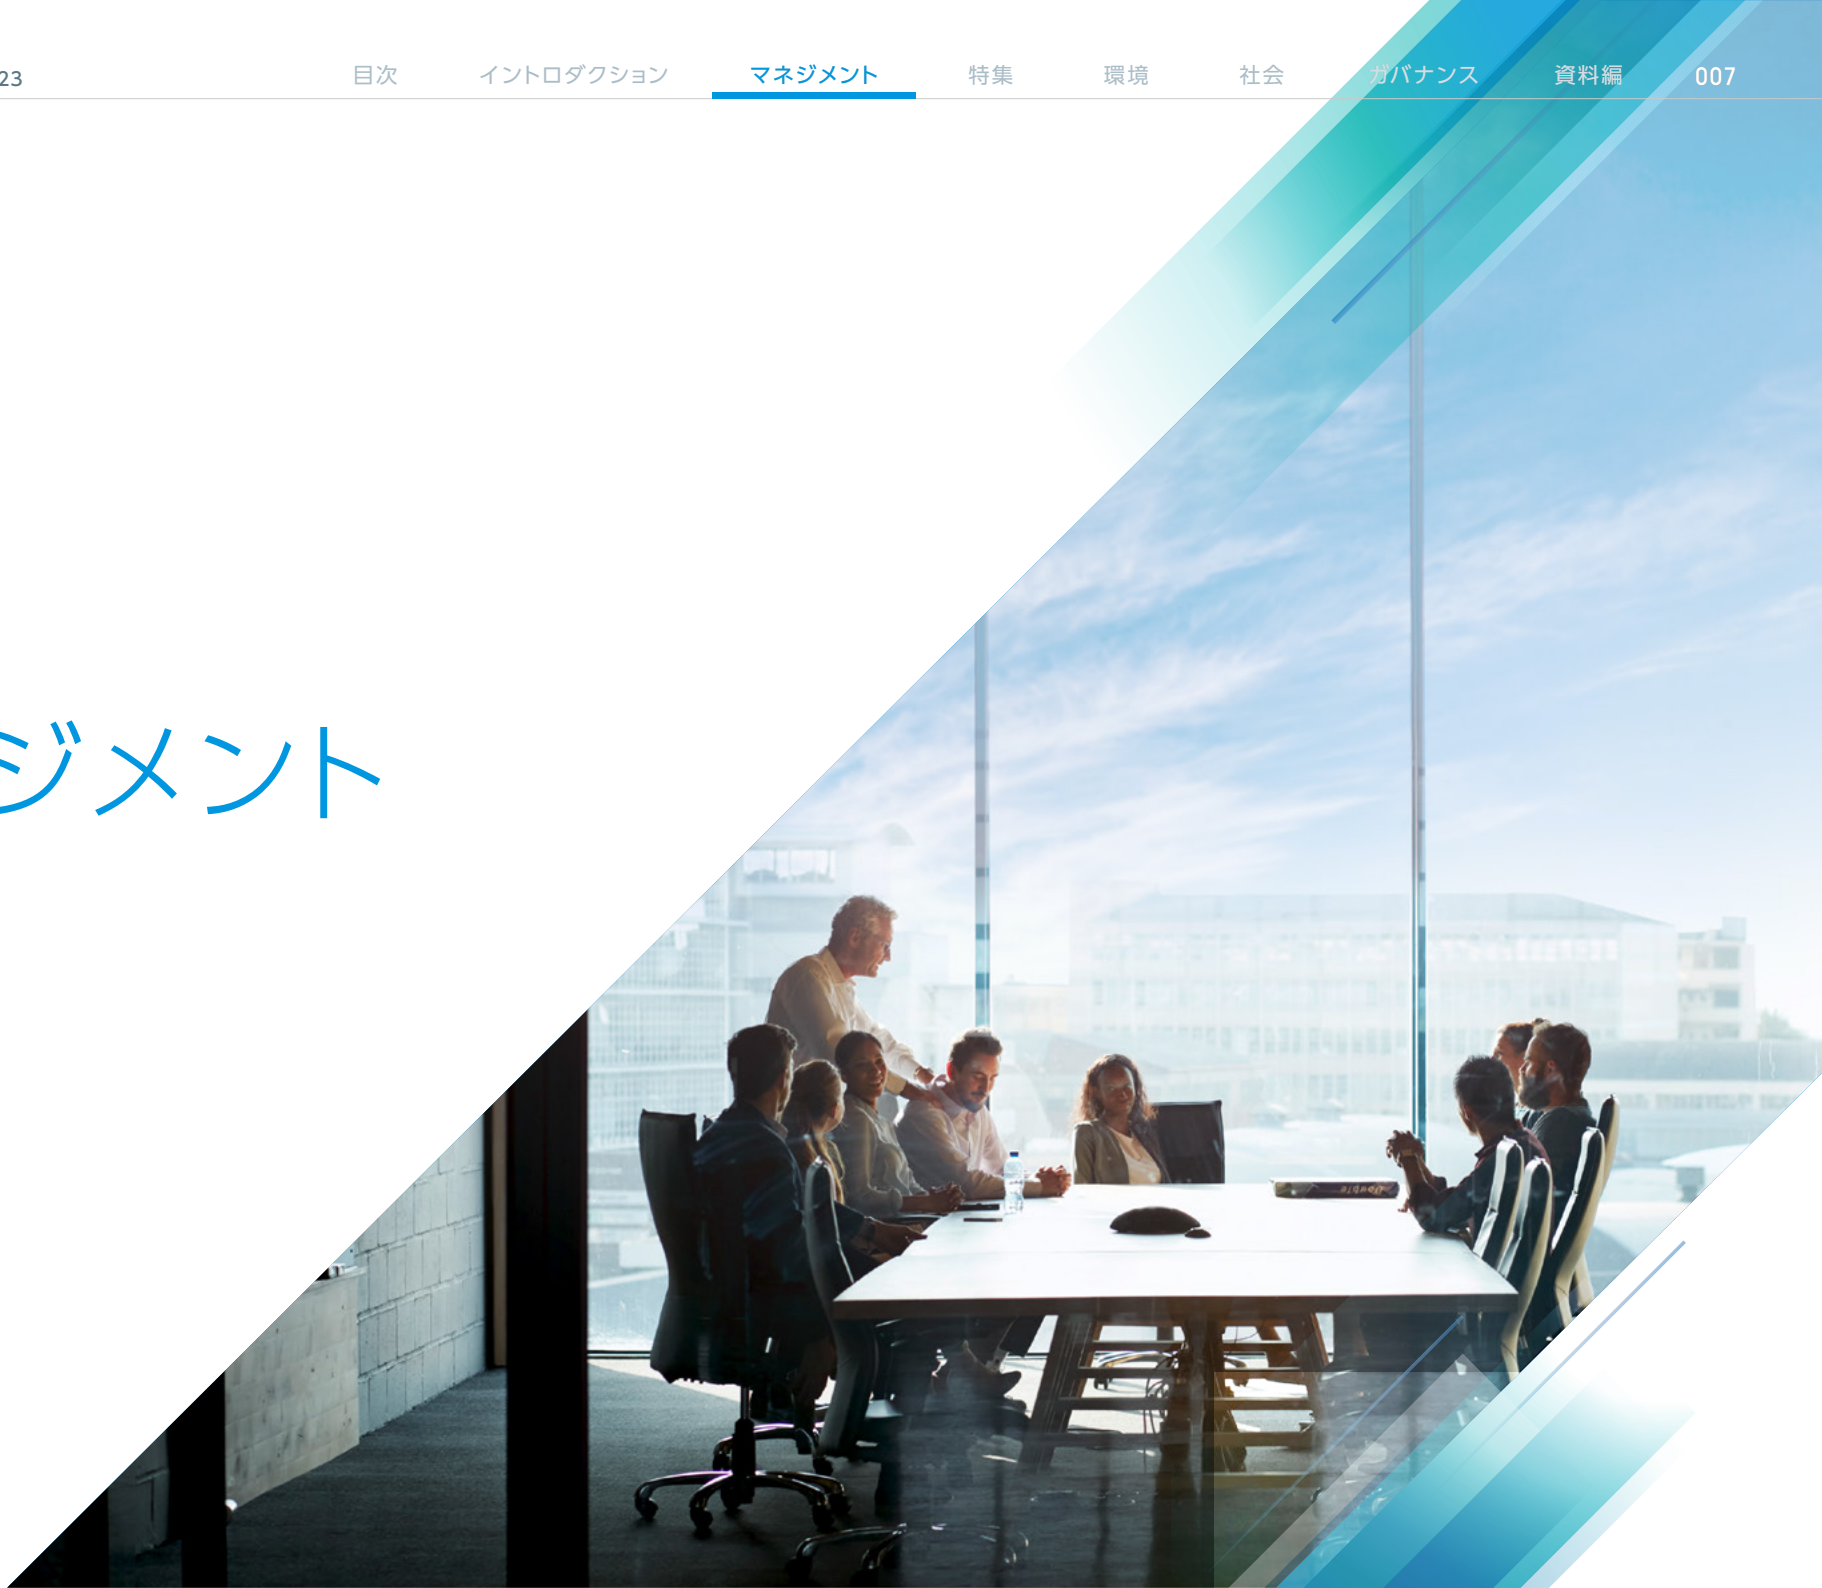 23 目次 イントロダクション マネジメント 特集 環境 社会 ガバナンス 資料編 007
ジメント